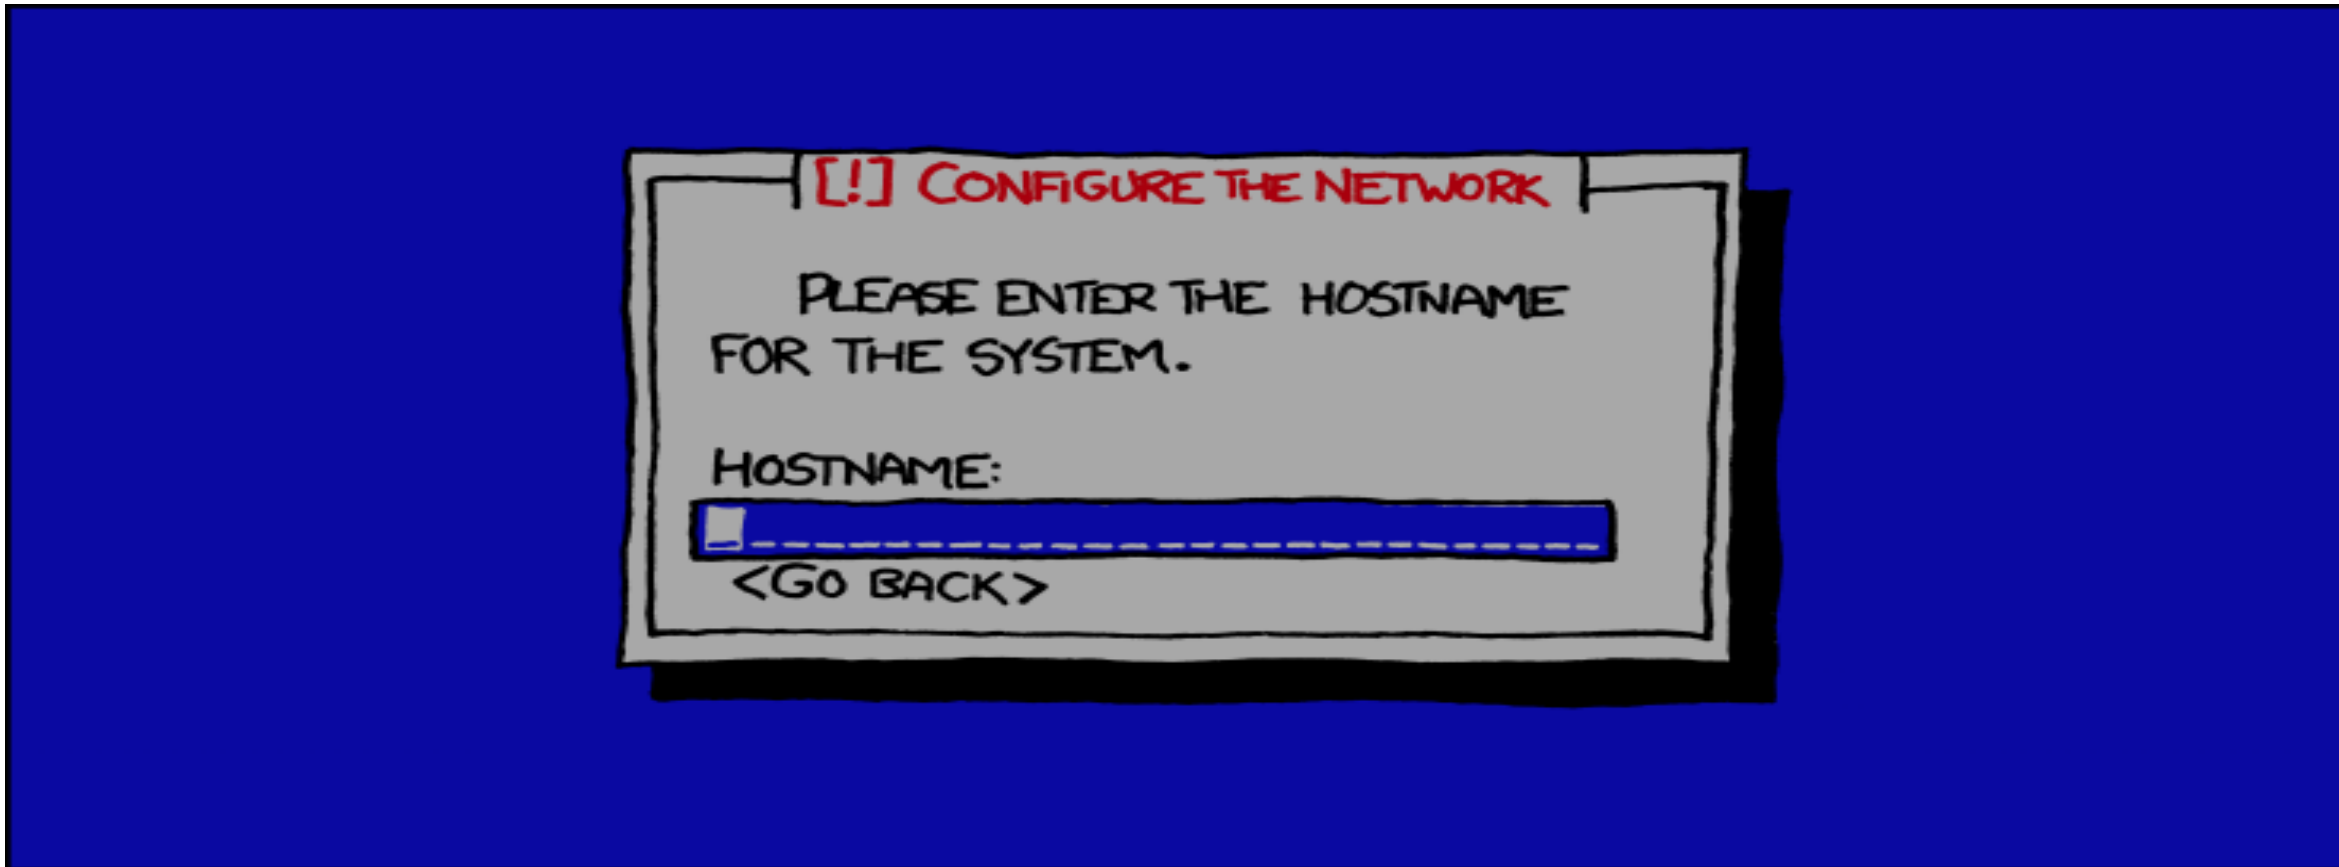 [!] CONFIGURE THE NETWORK
PLEASE ENTER THE HOSTNAME
FOR THE SYSTEM.
HOSTNAME:
<GO BACK>